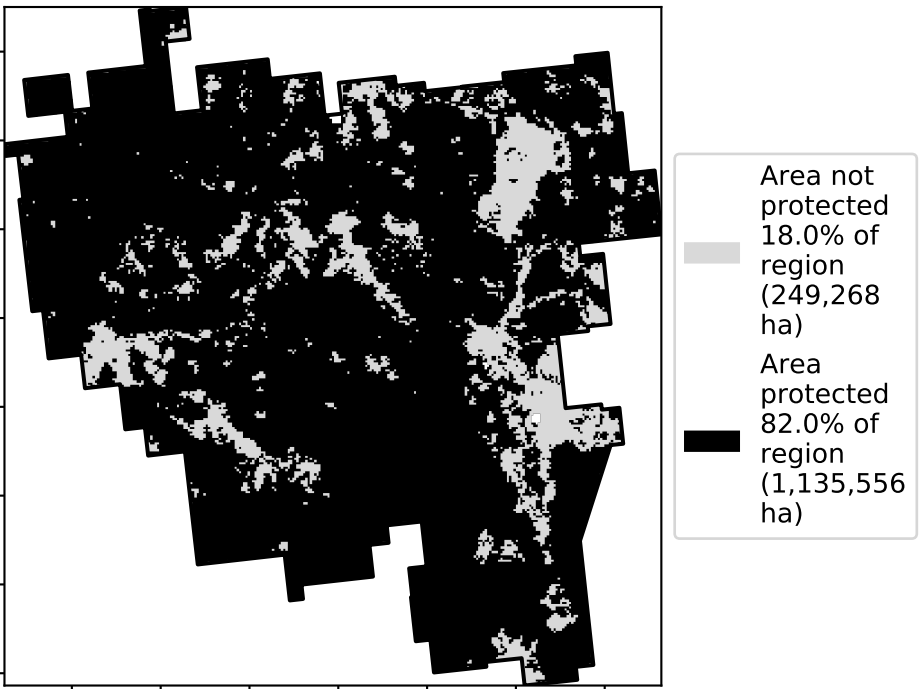 Area not
protected
18.0% of
region
(249,268
ha)
Area
protected
82.0% of
region
(1,135,556
ha)